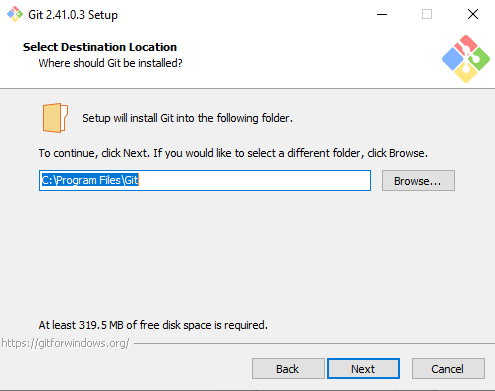 Git 2.41.0.3 Setup
Select Destination Location
Where should Git be installed?
Setup will install Git into the following folder.
To continue, click Next. If you would like to select a different folder, click Browse.
C:\Program Files\Git
Browse...
At least 319.5 MB of free disk space is required.
https://gitforwindows.org/
Back
Next
Cancel